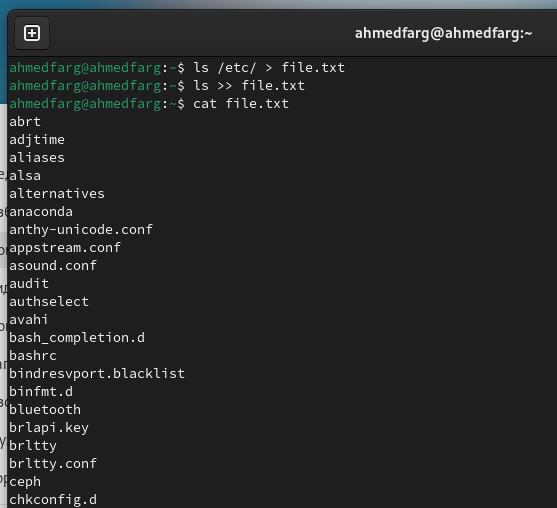 ahmedfarg@ahmedfarg:~
ahmedfarg@ahmedfarg:~$ ls /etc/ > file.txt
ahmedfarg@ahmedfarg:~$ ls >> file.txt
ahmedfarg@ahmedfarg:~$ cat file.txt
abrt
adjtime
aliases
alsa
alternatives
anaconda
anthy-unicode.conf
appstream.conf
asound.conf
audit
authselect
avahi
bash_completion.d
bashrc
bindresvport.blacklist
binfmt.d
bluetooth
brlapi.key
brltty
brltty.conf
ceph
chkconfig.d